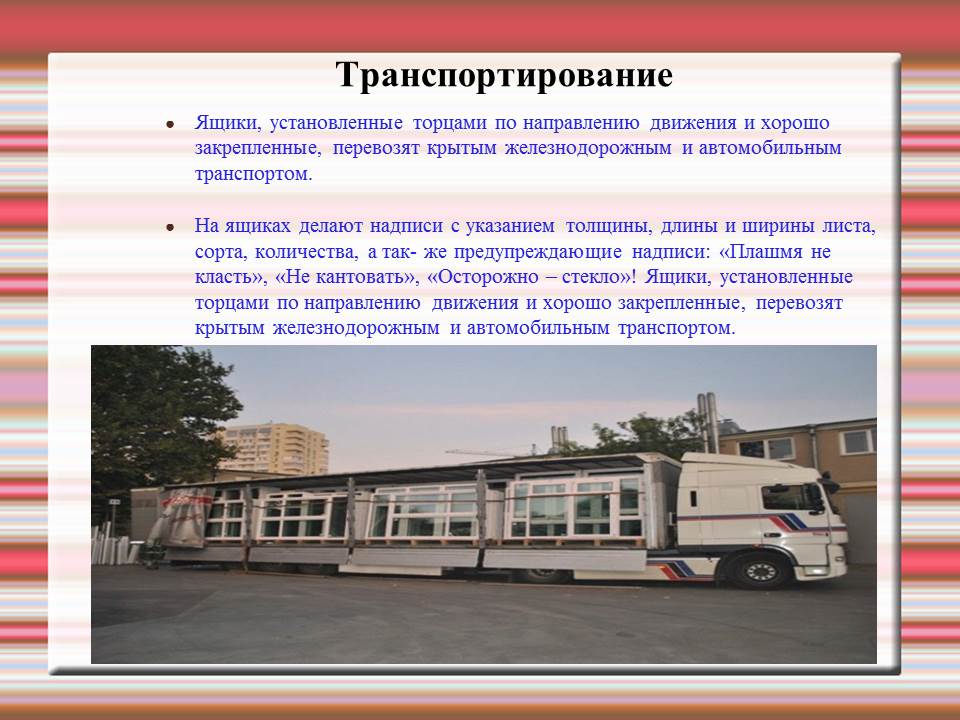 Транспортирование
Ящики, установленные торцами по направлению движения и хорошо
закрепленные, перевозят крытым железнодорожным и автомобильным
транспортом.
На ящиках делают надписи с указанием толщины, длины и ширины листа,
сорта, количества, а так- же предупреждающие надписи: «Плашмя не
класть», «Не кантовать», «Осторожно – стекло»! Ящики, установленные
торцами по направлению движения и хорошо закрепленные, перевозят
крытым железнодорожным и автомобильным транспортом.